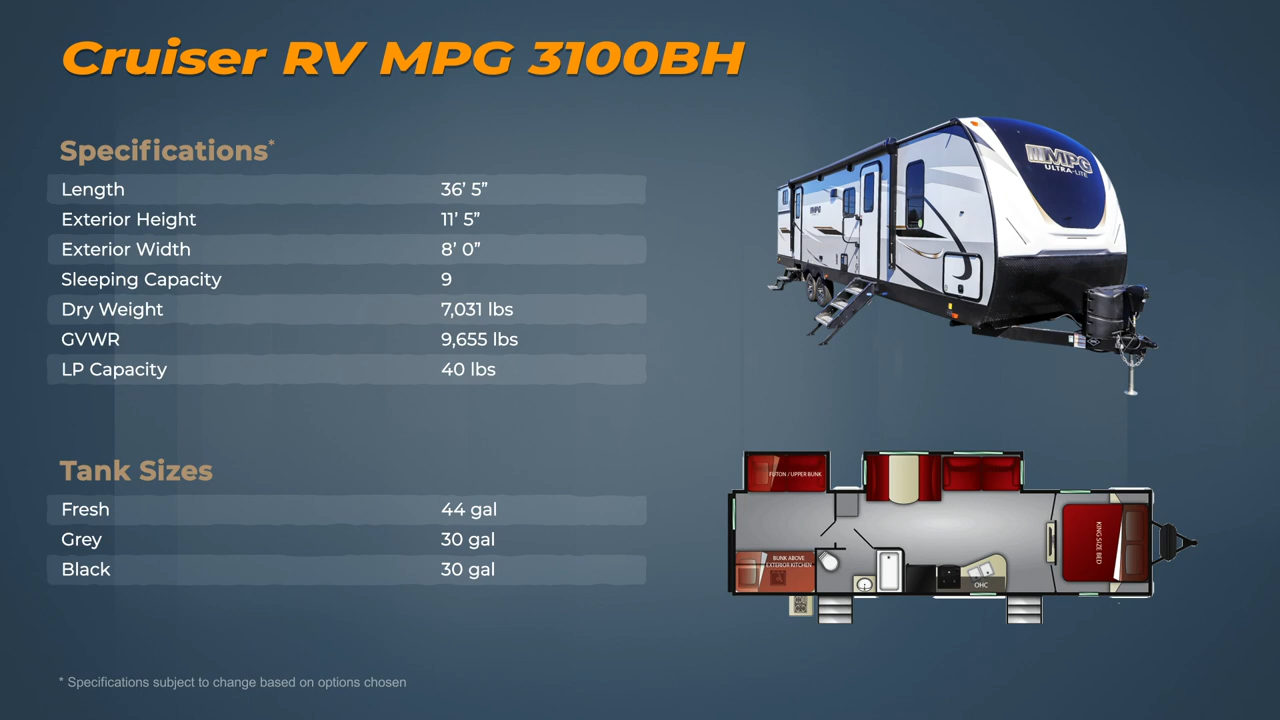 Cruiser RV MPG 3100BH
Specifications*
Length 36’ 5”
Exterior Height 11’ 5”
Exterior Width 8’ 0”
Sleeping Capacity 9
Dry Weight 7,031 lbs
GVWR 9,655 lbs
LP Capacity 40 lbs
MPG
ULTRA-LITE
MPG
Tank Sizes
Fresh 44 gal
Grey 30 gal
Black 30 gal
FUTON / UPPER BUNK
KING SIZE BED
BUNK ABOVE
EXTERIOR KITCHEN
OHC
* Specifications subject to change based on options chosen